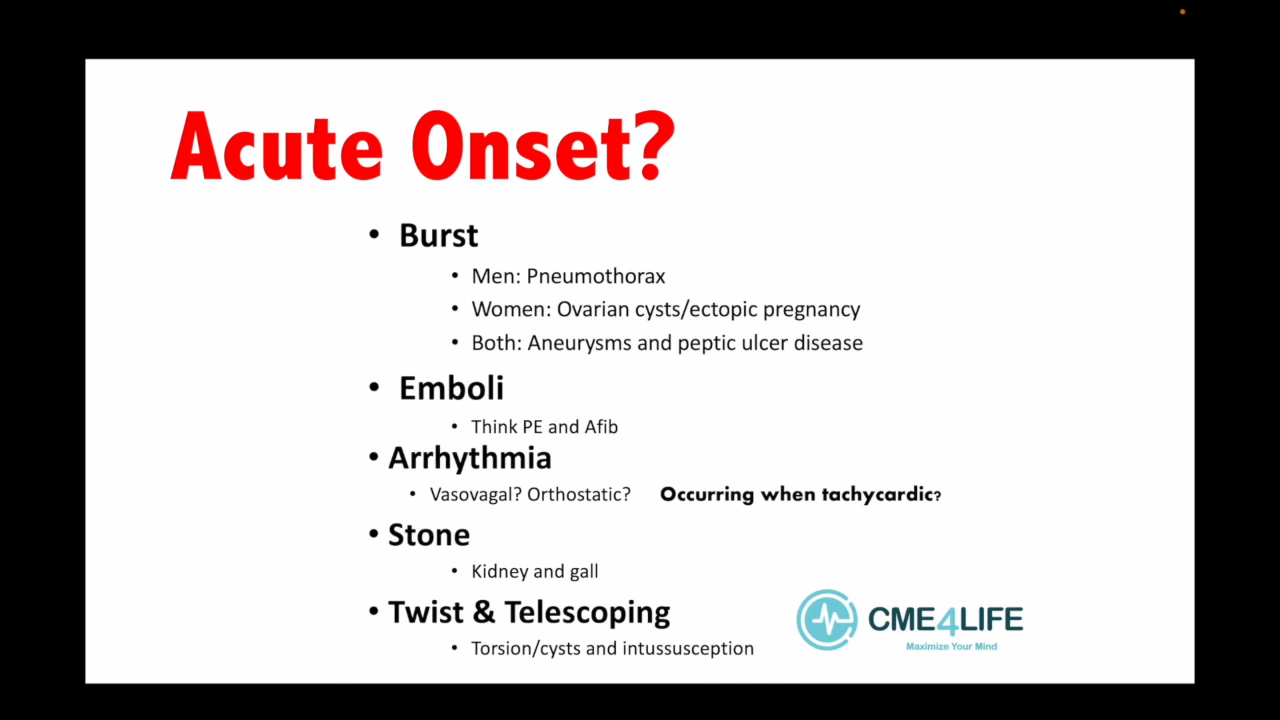 Acute Onset?
• Burst
• Men: Pneumothorax
• Women: Ovarian cysts/ectopic pregnancy
• Both: Aneurysms and peptic ulcer disease
• Emboli
• Think PE and Afib
• Arrhythmia
• Vasovagal? Orthostatic? Occurring when tachycardic?
• Stone
• Kidney and gall
• Twist & Telescoping
• Torsion/cysts and intussusception
CME4LIFE
Maximize Your Mind